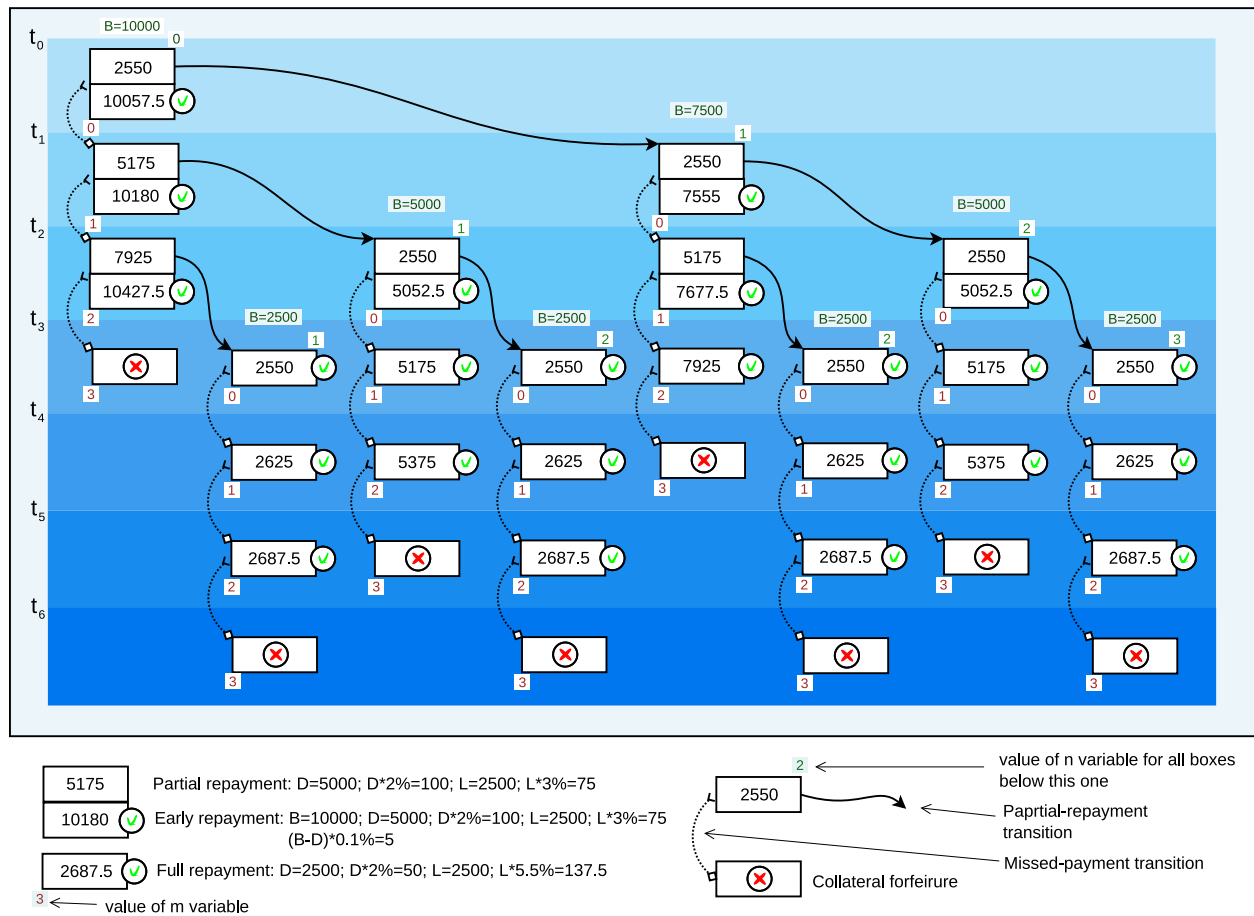 B=10000
t0
0
2550
10057.5
B=7500
t1
0
1
5175
2550
10180
7555
B=5000
B=5000
t2
1
1
0
2
7925
2550
5175
2550
10427.5
5052.5
7677.5
5052.5
t3
2
B=2500
0
B=2500
1
B=2500
0
B=2500
1
2
2
3
2550
5175
2550
7925
2550
5175
2550
3
0
1
0
2
0
1
0
t4
2625
5375
2625
2625
5375
2625
1
2
1
3
1
2
1
t5
2687.5
2687.5
2687.5
2687.5
2
3
2
2
3
2
t6
3
3
3
3
5175
Partial repayment: D=5000; D*2%=100; L=2500; L*3%=75
10180
Early repayment: B=10000; D=5000; D*2%=100; L=2500; L*3%=75
(B-D)*0.1%=5
2687.5
Full repayment: D=2500; D*2%=50; L=2500; L*5.5%=137.5
3
value of m variable
2
value of n variable for all boxes
below this one
2550
Paprtial-repayment
transition
Missed-payment transition
Collateral forfeirure